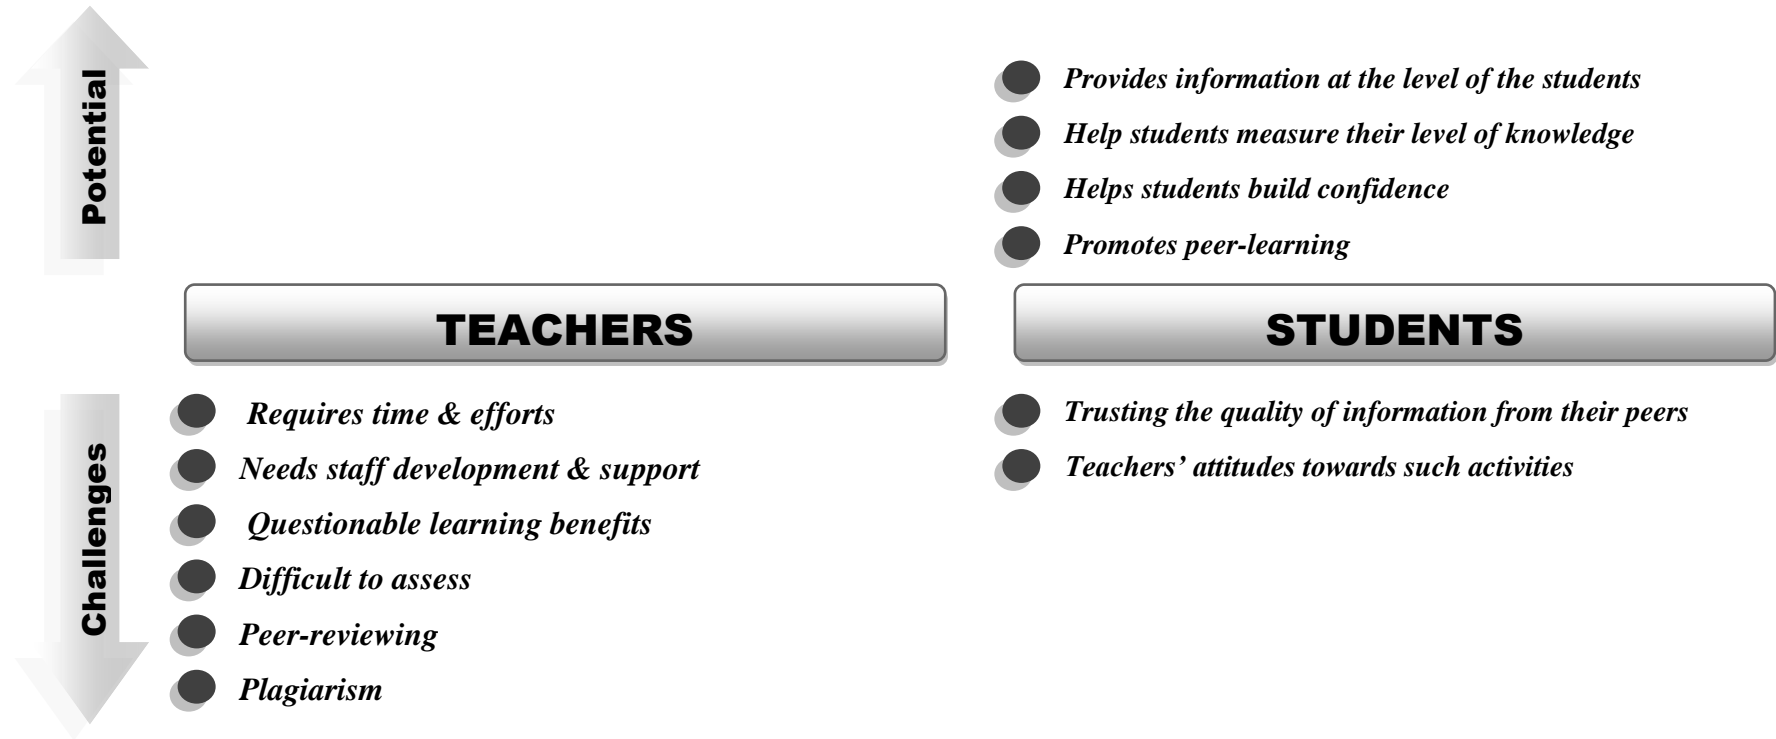 Potential
Provides information at the level of the students
Help students measure their level of knowledge
Helps students build confidence
Promotes peer-learning
TEACHERS
STUDENTS
Challenges
Requires time & efforts
Needs staff development & support
Questionable learning benefits
Difficult to assess
Peer-reviewing
Plagiarism
Trusting the quality of information from their peers
Teachers’ attitudes towards such activities